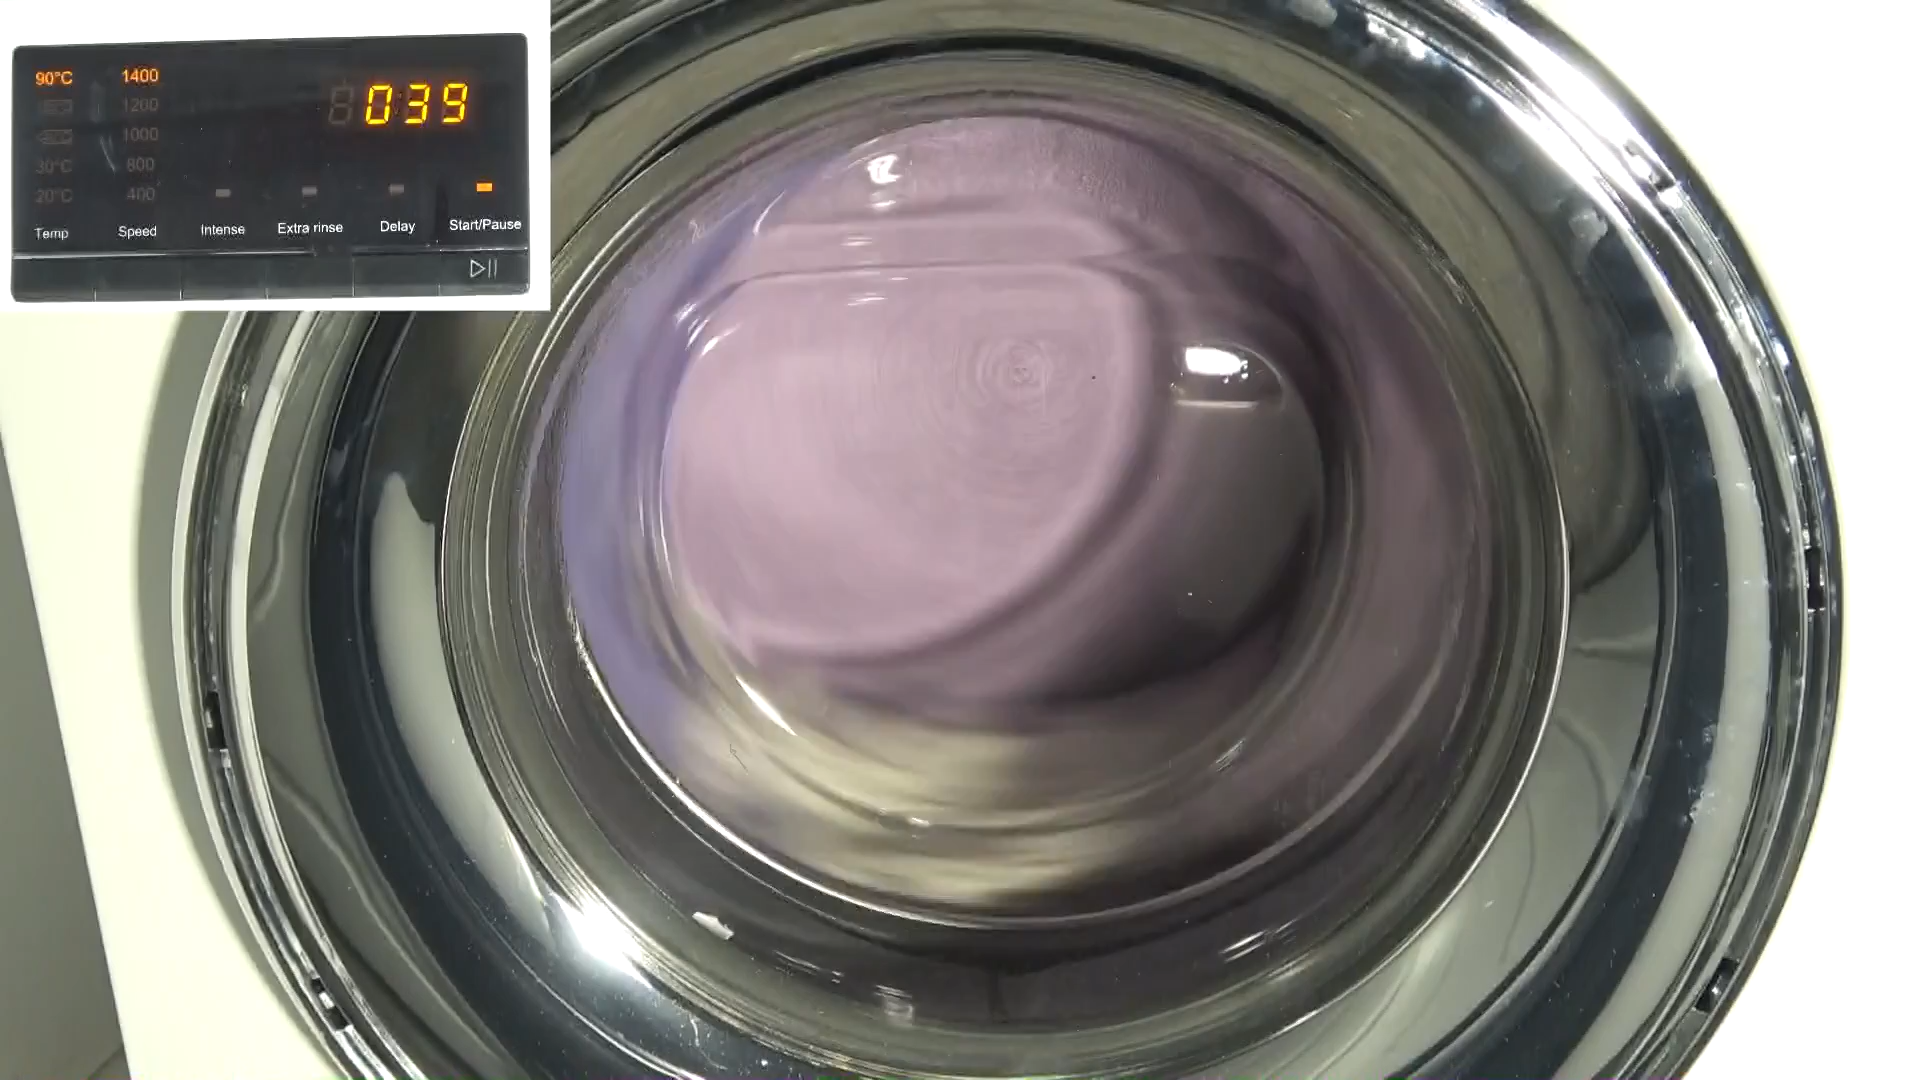 90°C 1400 039
1200
1000
30°C 800
20°C 400
Temp Speed Intense Extra rinse Delay Start/Pause